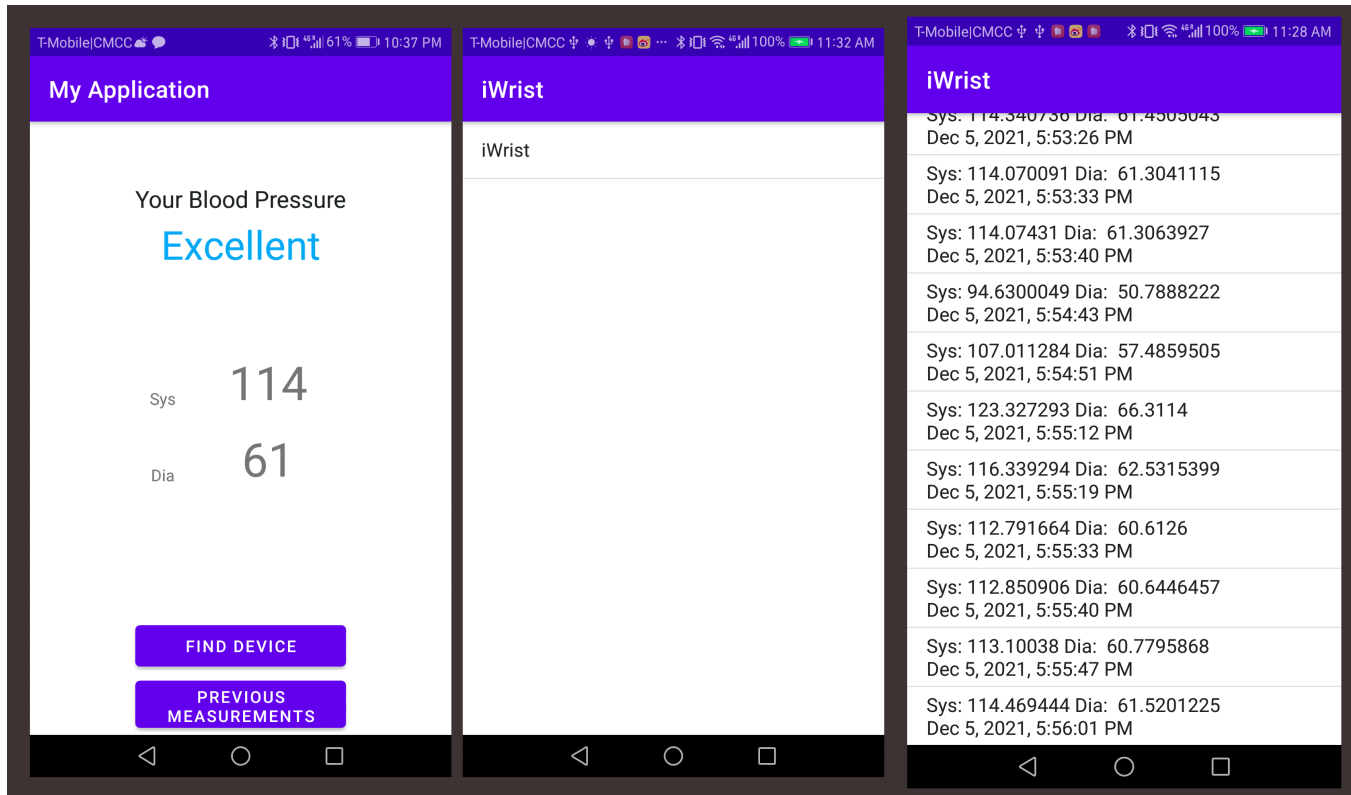 T-Mobile|CMCC 61% 10:37 PM
My Application
Your Blood Pressure
Excellent
Sys 114
Dia 61
FIND DEVICE
PREVIOUS
MEASUREMENTS
T-Mobile|CMCC 100% 11:32 AM
iWrist
iWrist
T-Mobile|CMCC 100% 11:28 AM
iWrist
Sys: 114.340736 Dia: 61.4505043
Dec 5, 2021, 5:53:26 PM
Sys: 114.070091 Dia: 61.3041115
Dec 5, 2021, 5:53:33 PM
Sys: 114.07431 Dia: 61.3063927
Dec 5, 2021, 5:53:40 PM
Sys: 94.6300049 Dia: 50.7888222
Dec 5, 2021, 5:54:43 PM
Sys: 107.011284 Dia: 57.4859505
Dec 5, 2021, 5:54:51 PM
Sys: 123.327293 Dia: 66.3114
Dec 5, 2021, 5:55:12 PM
Sys: 116.339294 Dia: 62.5315399
Dec 5, 2021, 5:55:19 PM
Sys: 112.791664 Dia: 60.6126
Dec 5, 2021, 5:55:33 PM
Sys: 112.850906 Dia: 60.6446457
Dec 5, 2021, 5:55:40 PM
Sys: 113.10038 Dia: 60.7795868
Dec 5, 2021, 5:55:47 PM
Sys: 114.469444 Dia: 61.5201225
Dec 5, 2021, 5:56:01 PM